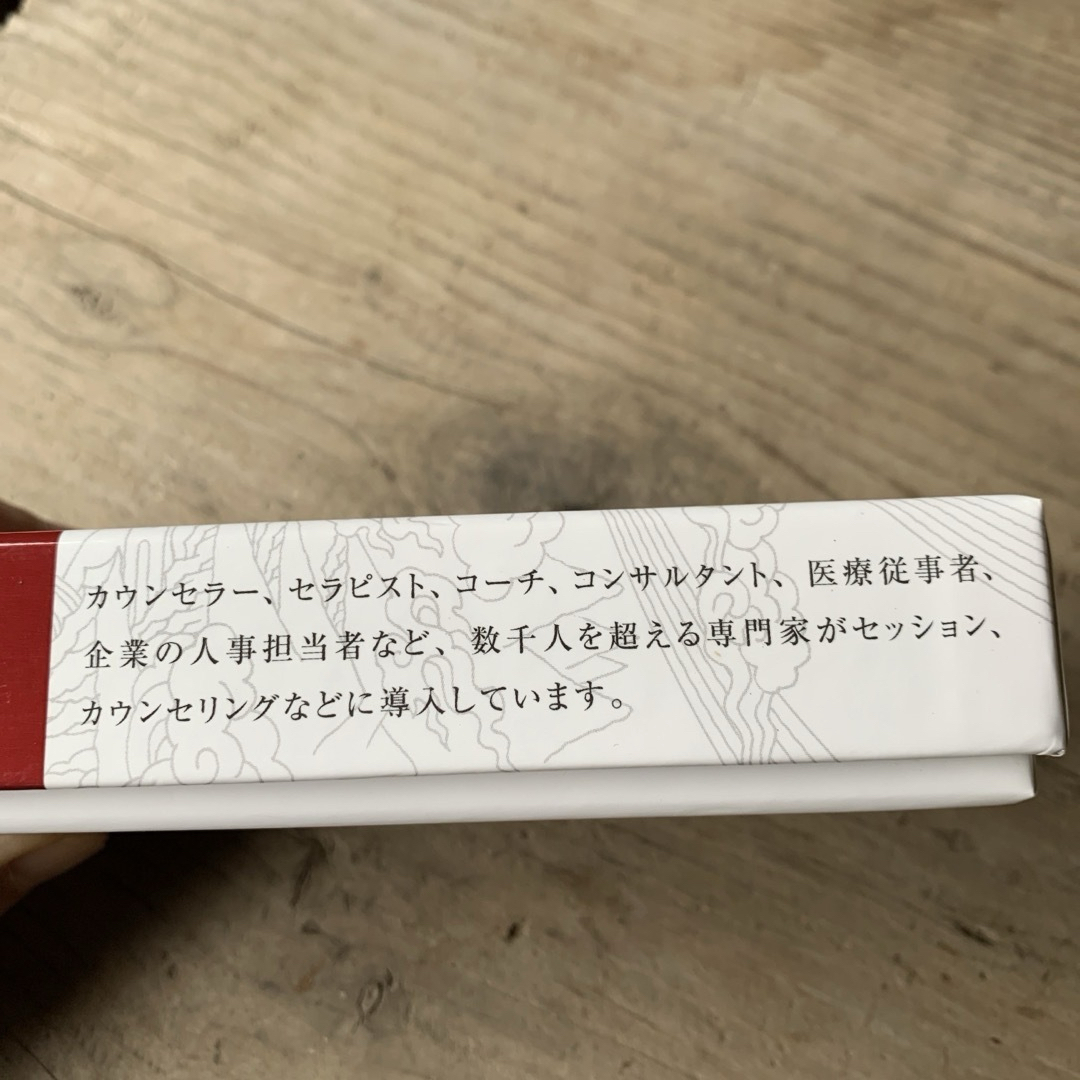 カウンセラー、セラピスト、コーチ、コンサルタント、医療従事者、
企業の人事担当者など、数千人を超える専門家がセッション、
カウンセリングなどに導入しています。